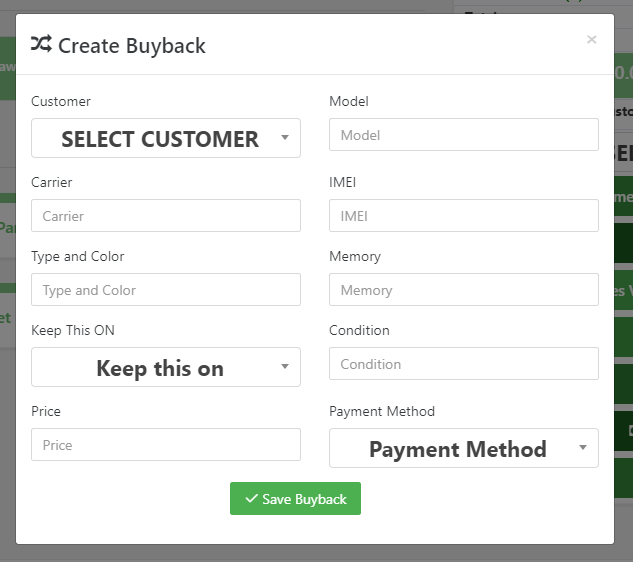 Create Buyback
×
Customer
Model
SELECT CUSTOMER
Model
Carrier
IMEI
Carrier
IMEI
Type and Color
Memory
Type and Color
Memory
Keep This ON
Condition
Keep this on
Condition
Price
Payment Method
Price
Payment Method
Save Buyback